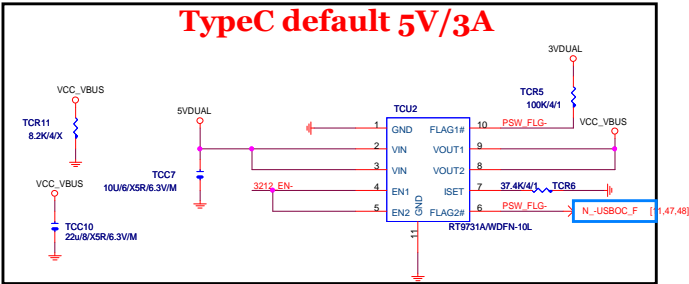 TypeC default 5V/3A
3VDUAL
VCC_VBUS
TCR11
8.2K/4/X
5VDUAL
TCU2
TCR5
100K/4/1
VCC_VBUS
1 GND FLAG1# 10 PSW_FLG-
2 VIN VOUT1 9
3 VIN VOUT2 8
VCC_VBUS
TCC7
10U/6/X5R/6.3V/M
3212_EN-
4 EN1 ISET 7 37.4K/4/1 TCR6
5 EN2 GND FLAG2# 6 PSW_FLG- N_-USBOC_F [11,47,48]
TCC10
22u/8/X5R/6.3V/M
11
RT9731A/WDFN-10L